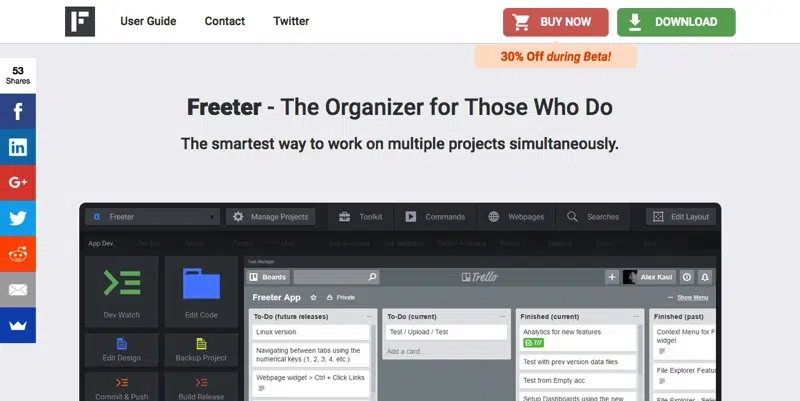 F
User Guide
Contact
Twitter
BUY NOW
DOWNLOAD
30% Off during Beta!
53
Shares
Freeter - The Organizer for Those Who Do
The smartest way to work on multiple projects simultaneously.
Freeter
Manage Projects
Toolkit
Commands
Webpages
Searches
Edit Layout
App Dev
Dev Watch
Edit Code
Edit Design
Backup Project
Commit & Push
Build Release
Task Manager
Boards
Trello
Alex Kaul
Freeter App
Private
Show Menu
To-Do (future releases)
Linux version
Navigating between tabs using the
numerical keys (1, 2, 3, 4, etc.)
Webpage widget > Ctrl + Click Links
To-Do (current)
Test / Upload / Test
Add a card...
Finished (current)
Analytics for new features
7/7
Test with prev version data files
Test from Empty acc
Setup Dashboards using the new
Finished (past)
Context Menu for F
widget
File Explorer Featu
File Explorer - Selec